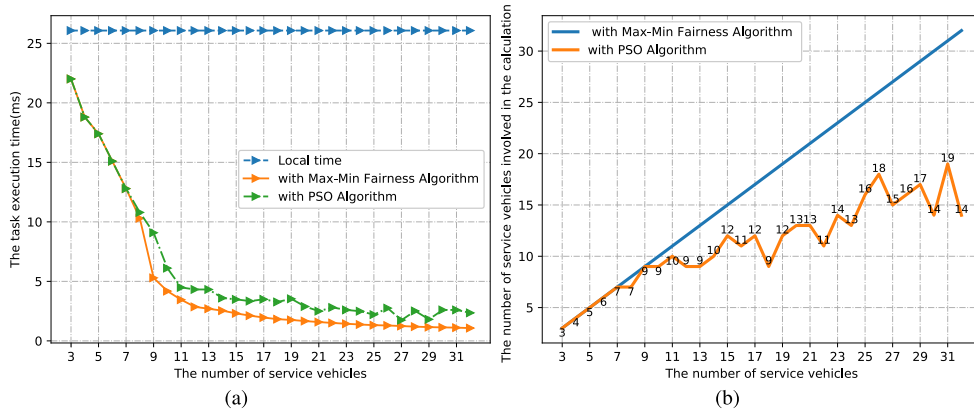 The task execution time(ms)
25
20
15
10
5
0
Local time
with Max-Min Fairness Algorithm
with PSO Algorithm
3 5 7 9 11 13 15 17 19 21 23 25 27 29 31
The number of service vehicles
(a)
The number of service vehicles involved in the calculation
30
25
20
15
10
5
with Max-Min Fairness Algorithm
with PSO Algorithm
3 4 5 6 7 7 9 9 10 9 9 10 12 11 12 9 12 13 13 11 14 13 16 18 15 16 17 14 19 14
3 5 7 9 11 13 15 17 19 21 23 25 27 29 31
The number of service vehicles
(b)